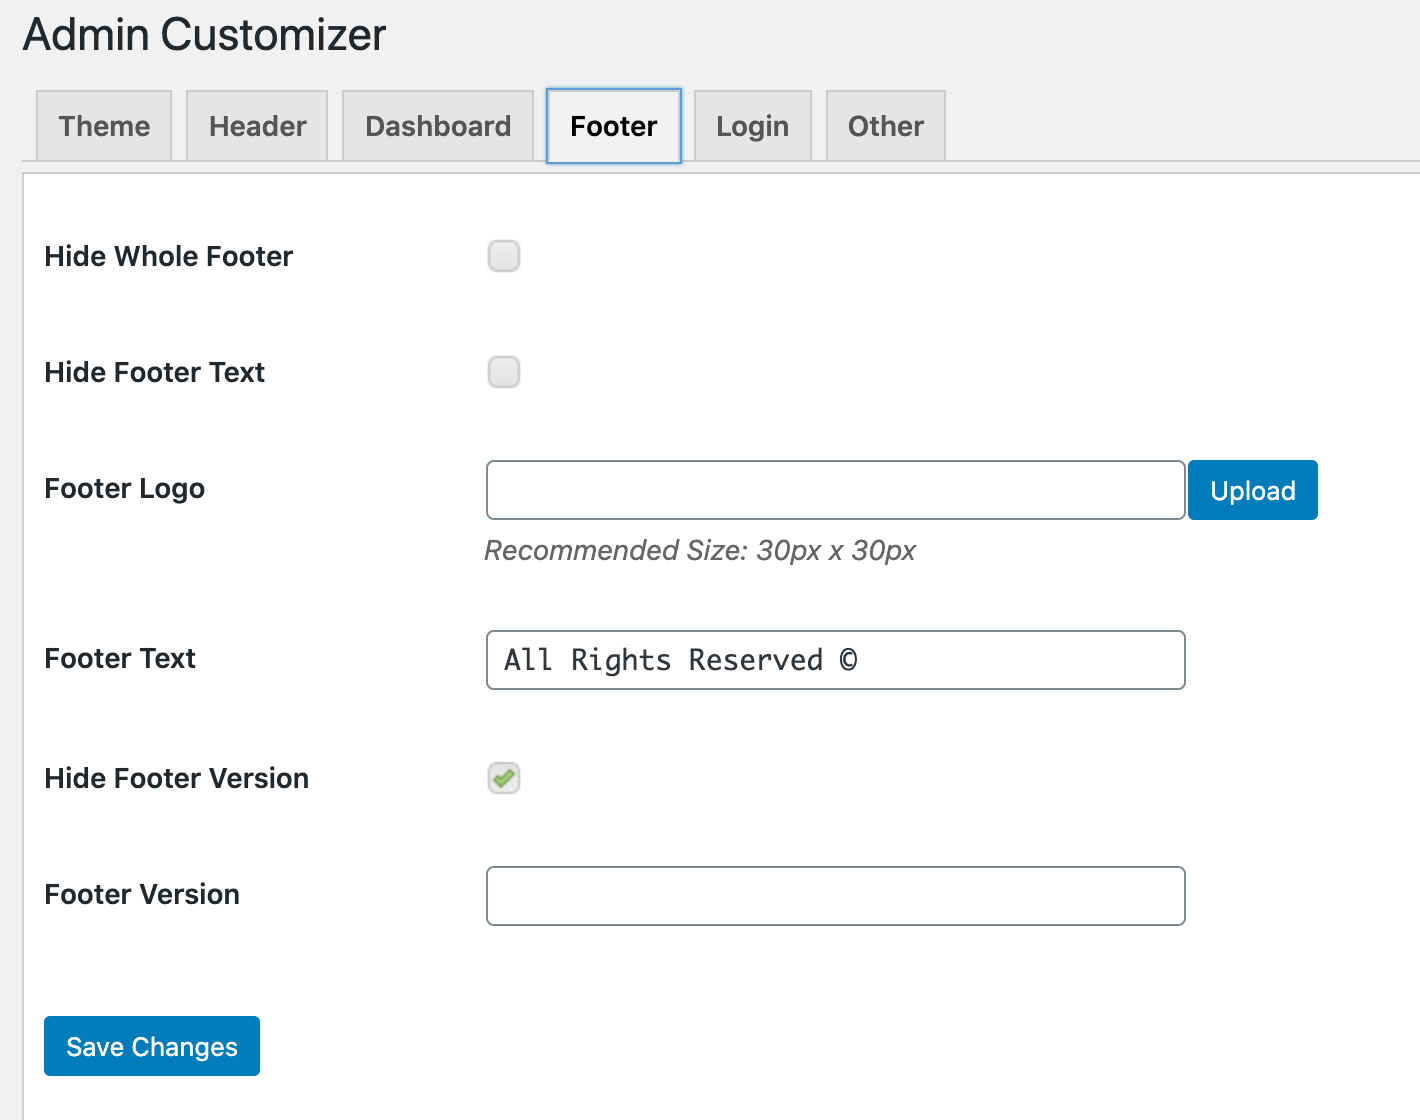 Admin Customizer
Theme Header Dashboard Footer Login Other
Hide Whole Footer
Hide Footer Text
Footer Logo Upload
Recommended Size: 30px x 30px
Footer Text All Rights Reserved ©
Hide Footer Version
Footer Version
Save Changes